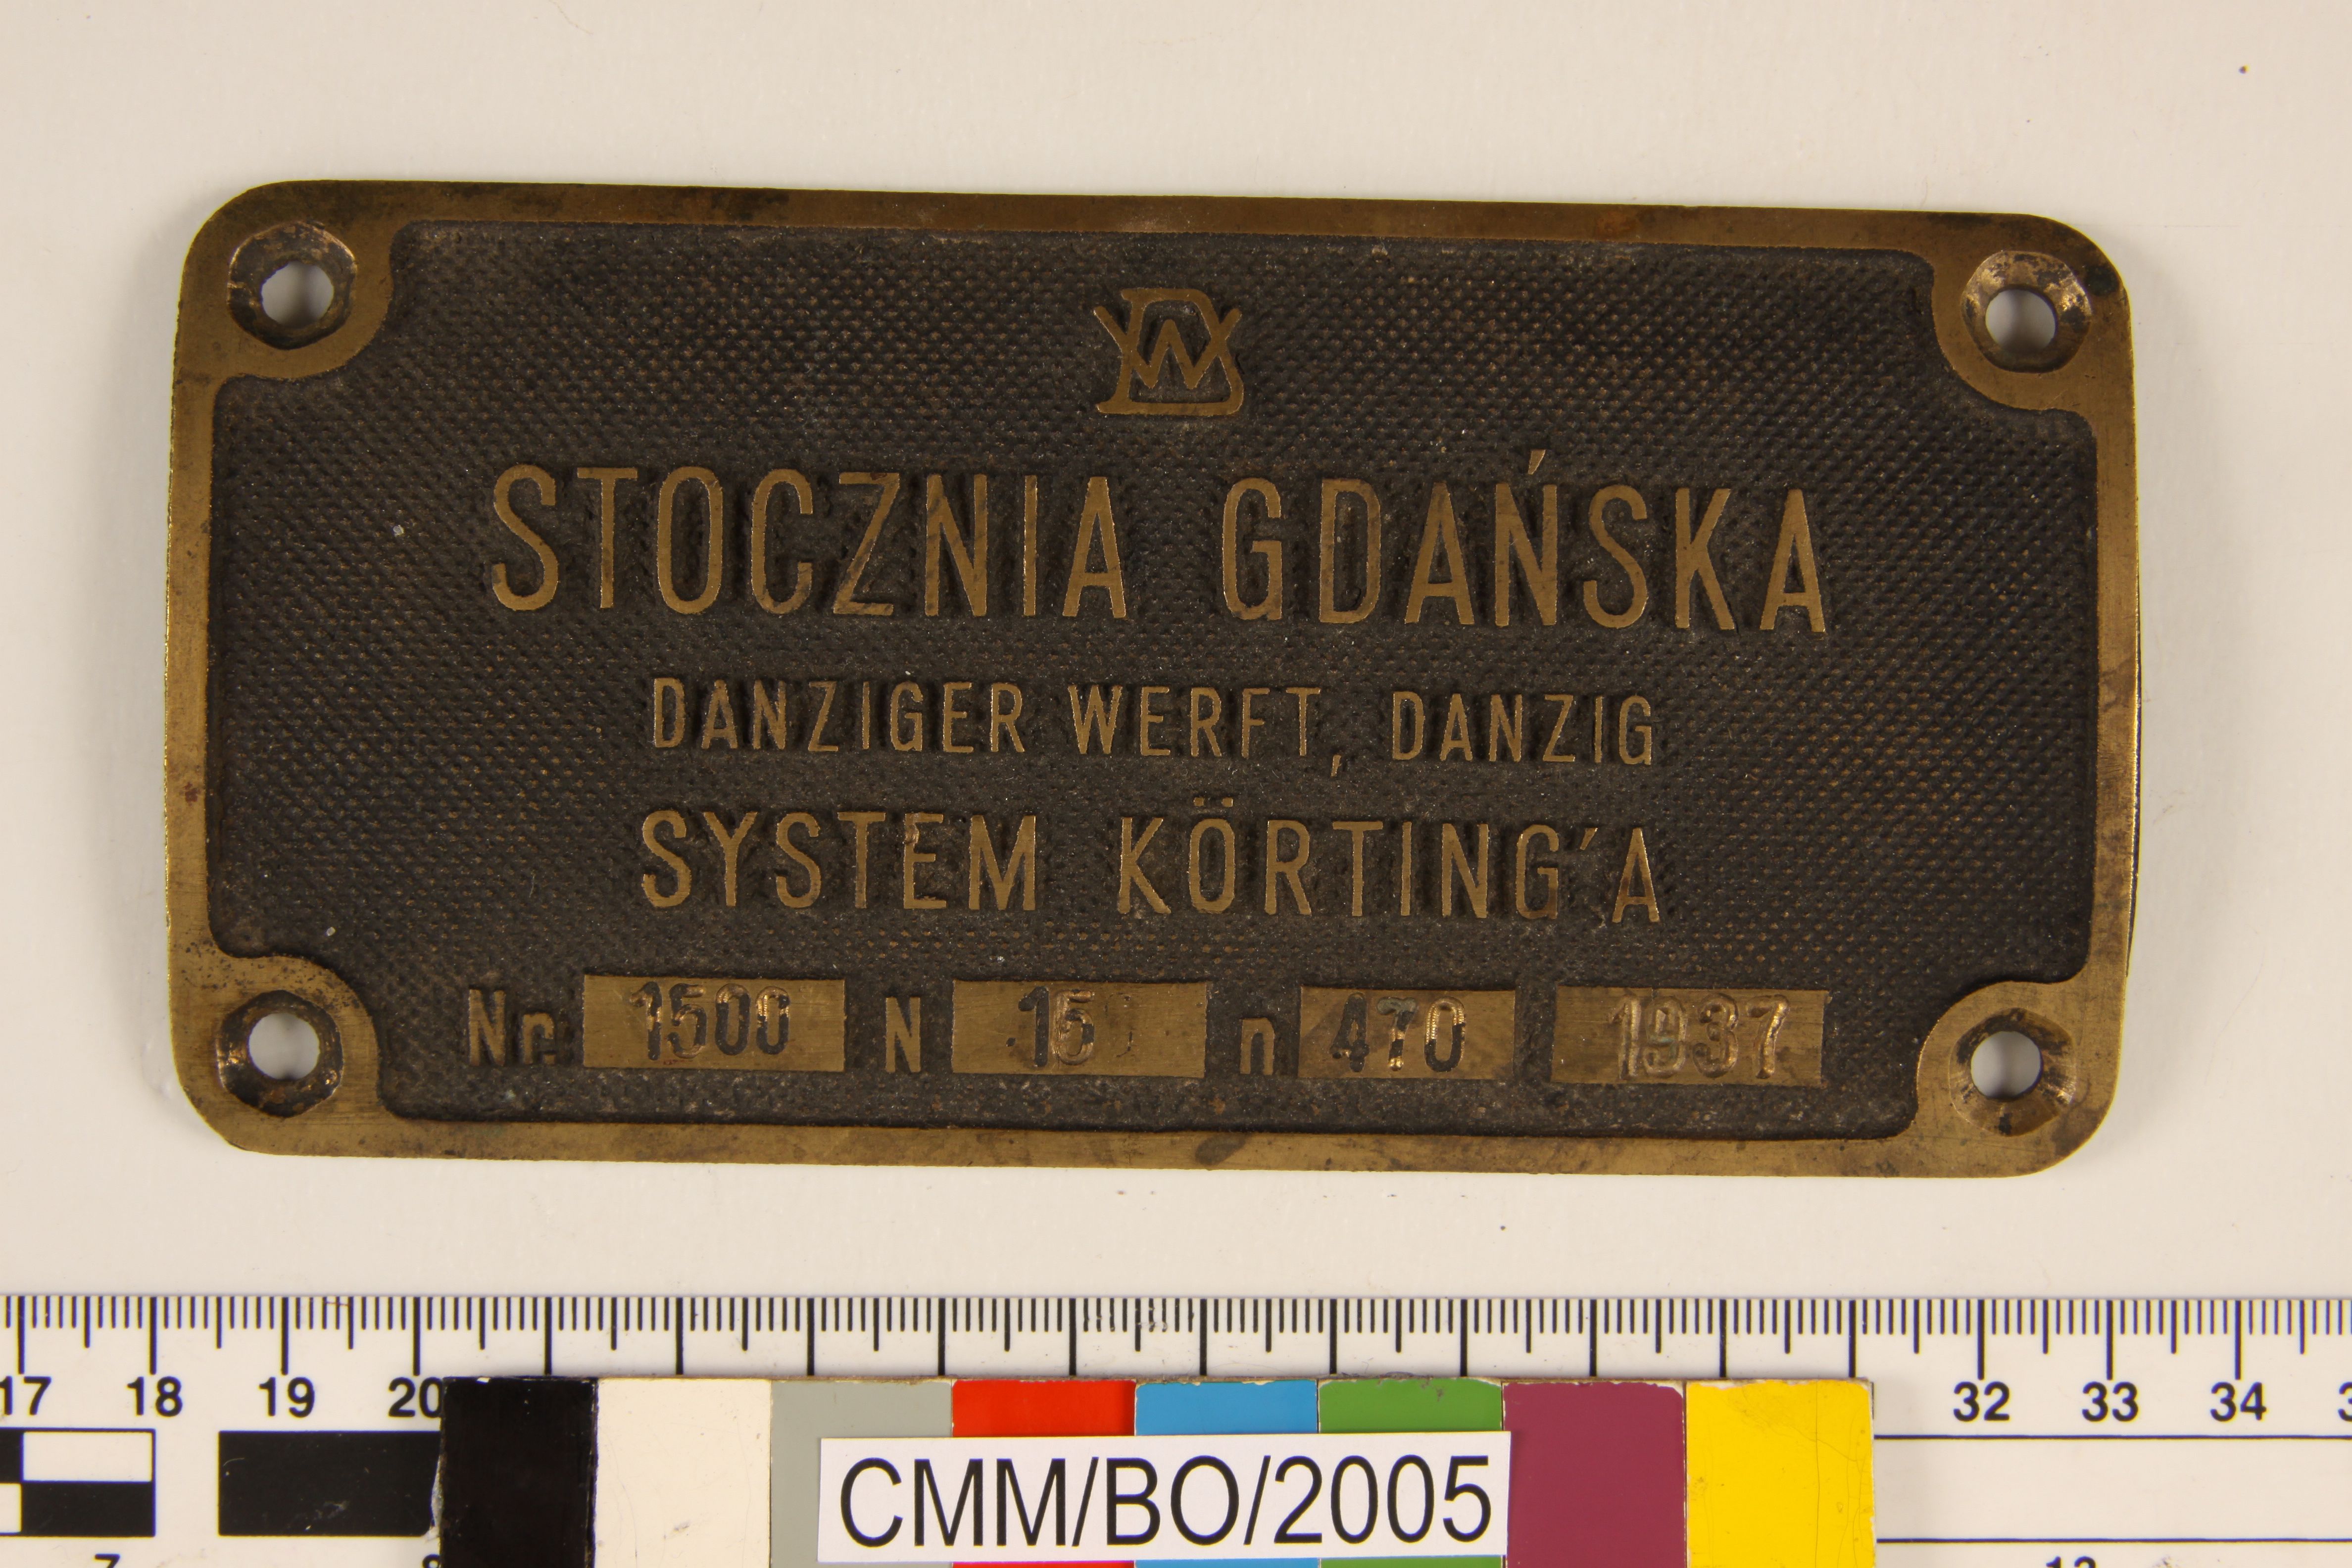 DW
STOCZNIA GDAŃSKA
DANZIGER WERFT, DANZIG
SYSTEM KÖRTING'A
Nr. 1500 N 15 n 470 1937
17 18 19 20 32 33 34
CMM/BO/2005